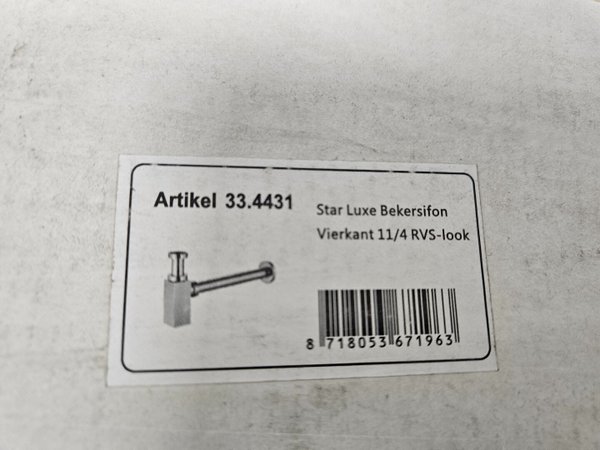 Artikel 33.4431
Star Luxe Bekersifon
Vierkant 11/4 RVS-look
8 718053 671963